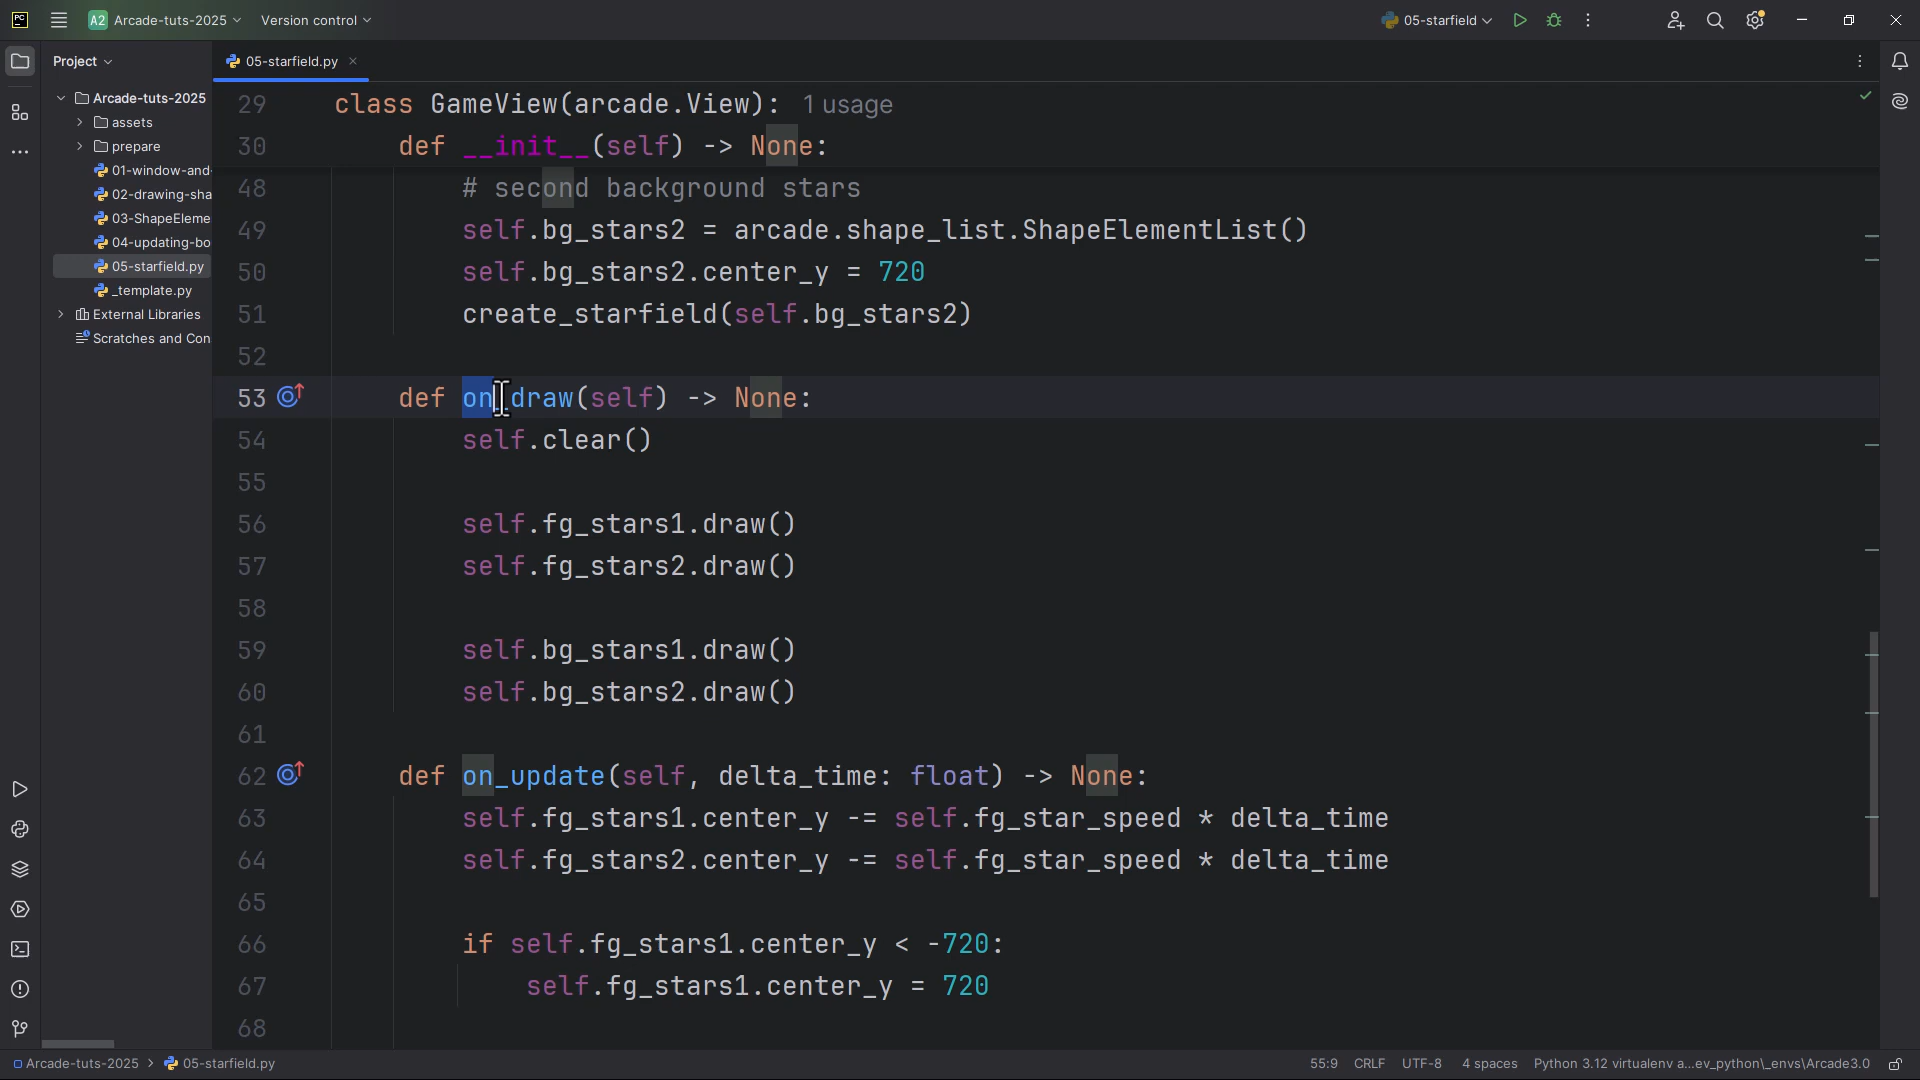 PC A2 Arcade-tuts-2025 Version control 05-starfield
Project
05-starfield.py
Arcade-tuts-2025
assets
prepare
01-window-and-
02-drawing-sha
03-ShapeEleme
04-updating-bo
05-starfield.py
_template.py
External Libraries
Scratches and Con
29 class GameView(arcade.View): 1 usage
30 def __init__(self) -> None:
48 # second background stars
49 self.bg_stars2 = arcade.shape_list.ShapeElementList()
50 self.bg_stars2.center_y = 720
51 create_starfield(self.bg_stars2)
52
53 def on_draw(self) -> None:
54 self.clear()
55
56 self.fg_stars1.draw()
57 self.fg_stars2.draw()
58
59 self.bg_stars1.draw()
60 self.bg_stars2.draw()
61
62 def on_update(self, delta_time: float) -> None:
63 self.fg_stars1.center_y -= self.fg_star_speed * delta_time
64 self.fg_stars2.center_y -= self.fg_star_speed * delta_time
65
66 if self.fg_stars1.center_y < -720:
67 self.fg_stars1.center_y = 720
68
Arcade-tuts-2025 > 05-starfield.py 55:9 CRLF UTF-8 4 spaces Python 3.12 virtualenv a...ev_python\_envs\Arcade3.0